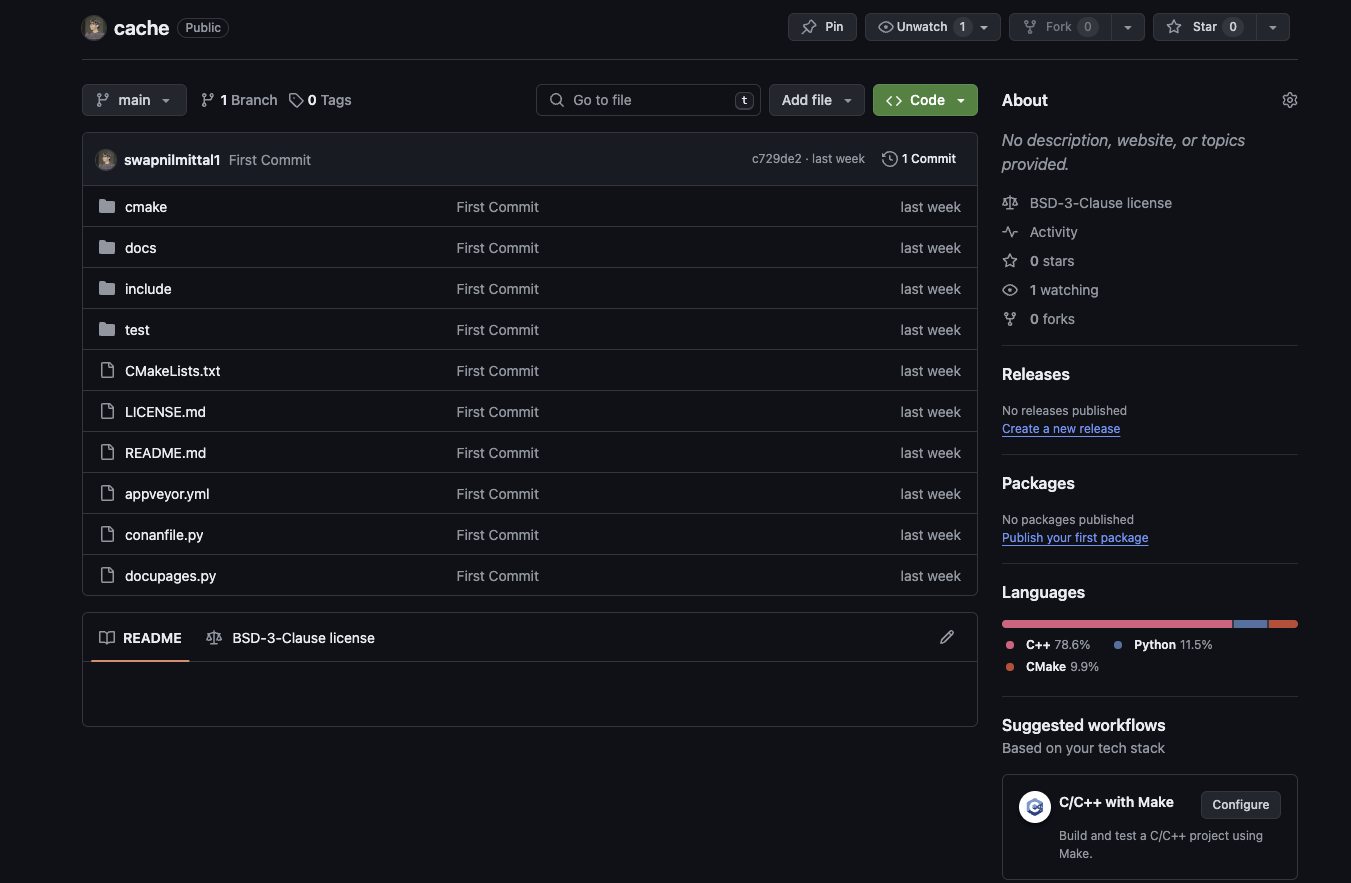 cache Public Pin Unwatch 1 Fork 0 Star 0
main 1 Branch 0 Tags Go to file t Add file Code
swapnilmittal1 First Commit c729de2 · last week 1 Commit
cmake First Commit last week
docs First Commit last week
include First Commit last week
test First Commit last week
CMakeLists.txt First Commit last week
LICENSE.md First Commit last week
README.md First Commit last week
appveyor.yml First Commit last week
conanfile.py First Commit last week
docupages.py First Commit last week
README BSD-3-Clause license
About
No description, website, or topics
provided.
BSD-3-Clause license
Activity
0 stars
1 watching
0 forks
Releases
No releases published
Create a new release
Packages
No packages published
Publish your first package
Languages
C++ 78.6% Python 11.5%
CMake 9.9%
Suggested workflows
Based on your tech stack
C/C++ with Make Configure
Build and test a C/C++ project using
Make.